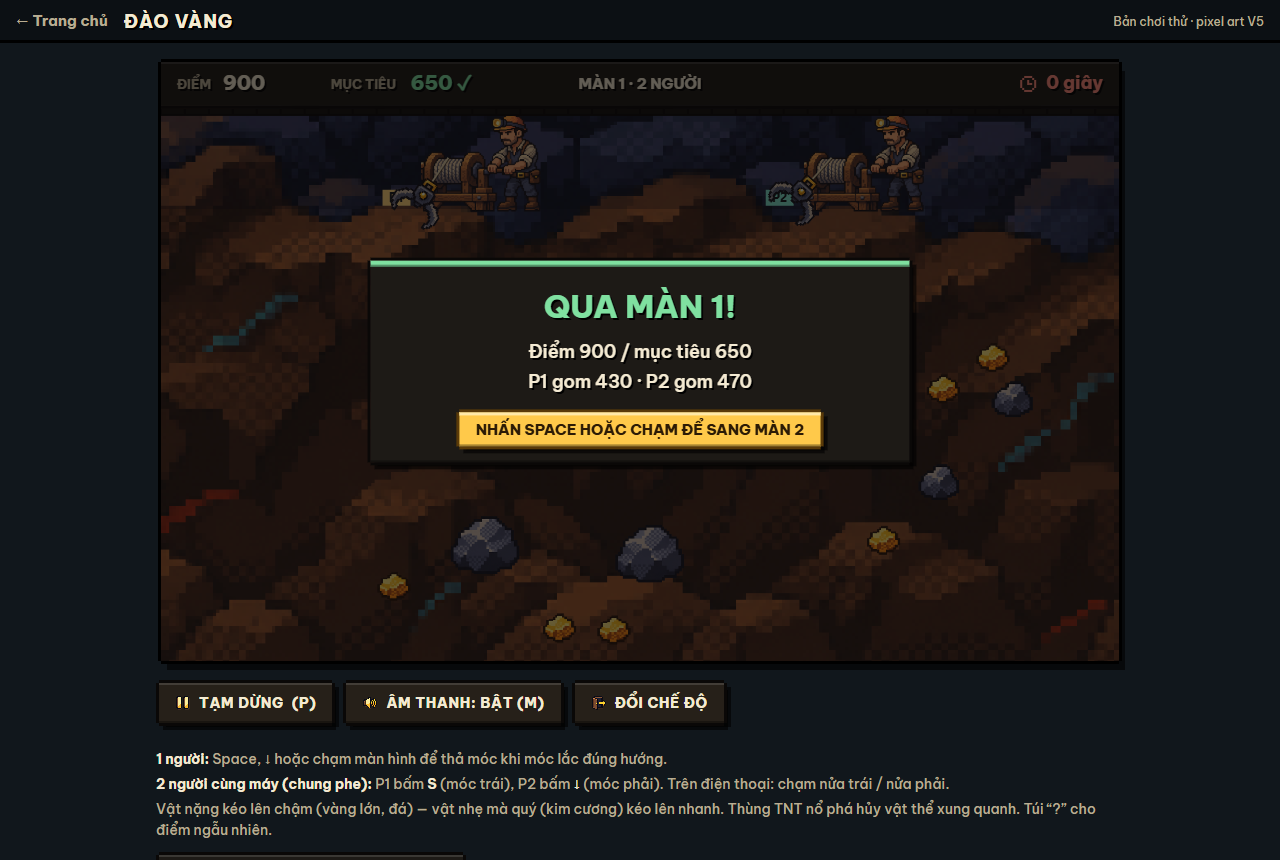 ← Trang chủ ĐÀO VÀNG Bản chơi thử · pixel art V5
ĐIỂM 900 MỤC TIÊU 650 ✓ MÀN 1 · 2 NGƯỜI 0 giây
P2
QUA MÀN 1!
Điểm 900 / mục tiêu 650
P1 gom 430 · P2 gom 470
NHẤN SPACE HOẶC CHẠM ĐỂ SANG MÀN 2
TẠM DỪNG (P) ÂM THANH: BẬT (M) ĐỔI CHẾ ĐỘ
1 người: Space, ↓ hoặc chạm màn hình để thả móc khi móc lắc đúng hướng.
2 người cùng máy (chung phe): P1 bấm S (móc trái), P2 bấm ↓ (móc phải). Trên điện thoại: chạm nửa trái / nửa phải.
Vật nặng kéo lên chậm (vàng lớn, đá) — vật nhẹ mà quý (kim cương) kéo lên nhanh. Thùng TNT nổ phá hủy vật thể xung quanh. Túi “?” cho
điểm ngẫu nhiên.